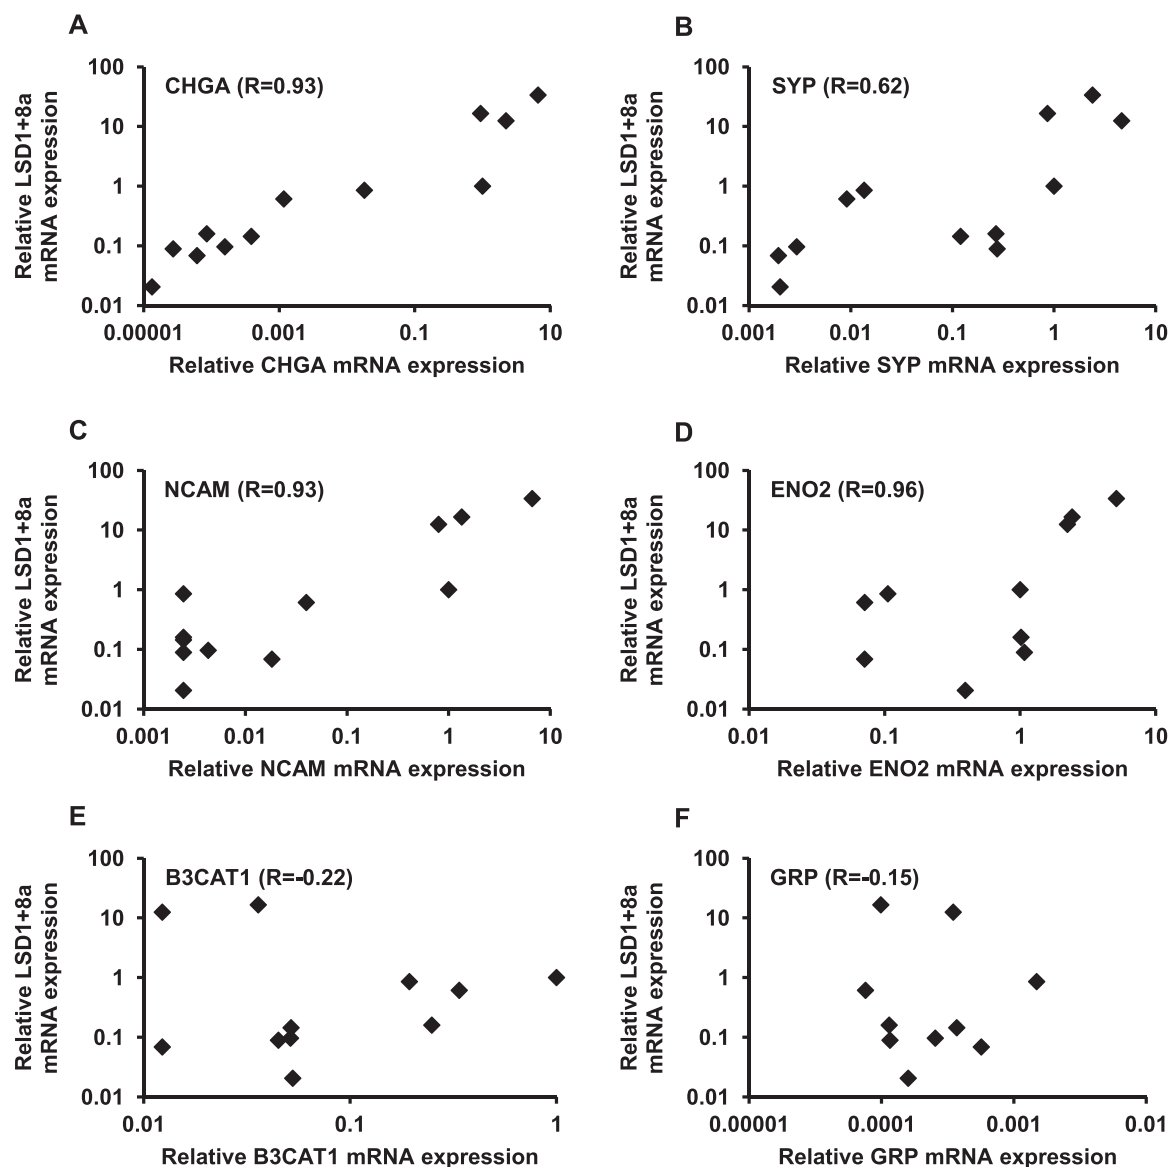 A
CHGA (R=0.93)
Relative LSD1+8a
mRNA expression
100
10
1
0.1
0.01
0.00001
0.001
0.1
10
Relative CHGA mRNA expression
B
SYP (R=0.62)
Relative LSD1+8a
mRNA expression
100
10
1
0.1
0.01
0.001
0.01
0.1
1
10
Relative SYP mRNA expression
C
NCAM (R=0.93)
Relative LSD1+8a
mRNA expression
100
10
1
0.1
0.01
0.001
0.01
0.1
1
10
Relative NCAM mRNA expression
D
ENO2 (R=0.96)
Relative LSD1+8a
mRNA expression
100
10
1
0.1
0.01
0.01
0.1
1
10
Relative ENO2 mRNA expression
E
B3CAT1 (R=-0.22)
Relative LSD1+8a
mRNA expression
100
10
1
0.1
0.01
0.01
0.1
1
Relative B3CAT1 mRNA expression
F
GRP (R=-0.15)
Relative LSD1+8a
mRNA expression
100
10
1
0.1
0.01
0.00001
0.0001
0.001
0.01
Relative GRP mRNA expression